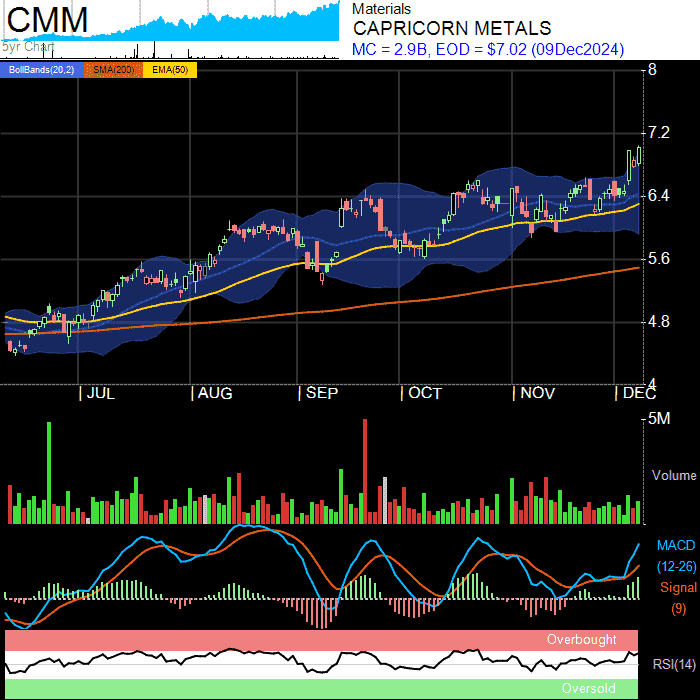 CMM
5yr Chart
Materials
CAPRICORN METALS
MC = 2.9B, EOD = $7.02 (09Dec2024)
BollBands(20,2) SMA(200) EMA(50)
8
7.2
6.4
5.6
4.8
4
JUL AUG SEP OCT NOV DEC
5M
Volume
MACD
(12-26)
Signal
(9)
Overbought
RSI(14)
Oversold